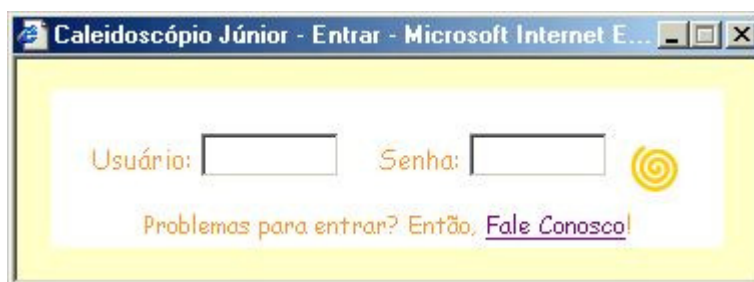 Caleidoscópio Júnior - Entrar - Microsoft Internet E...
Usuário: Senha:
Problemas para entrar? Então, Fale Conosco!